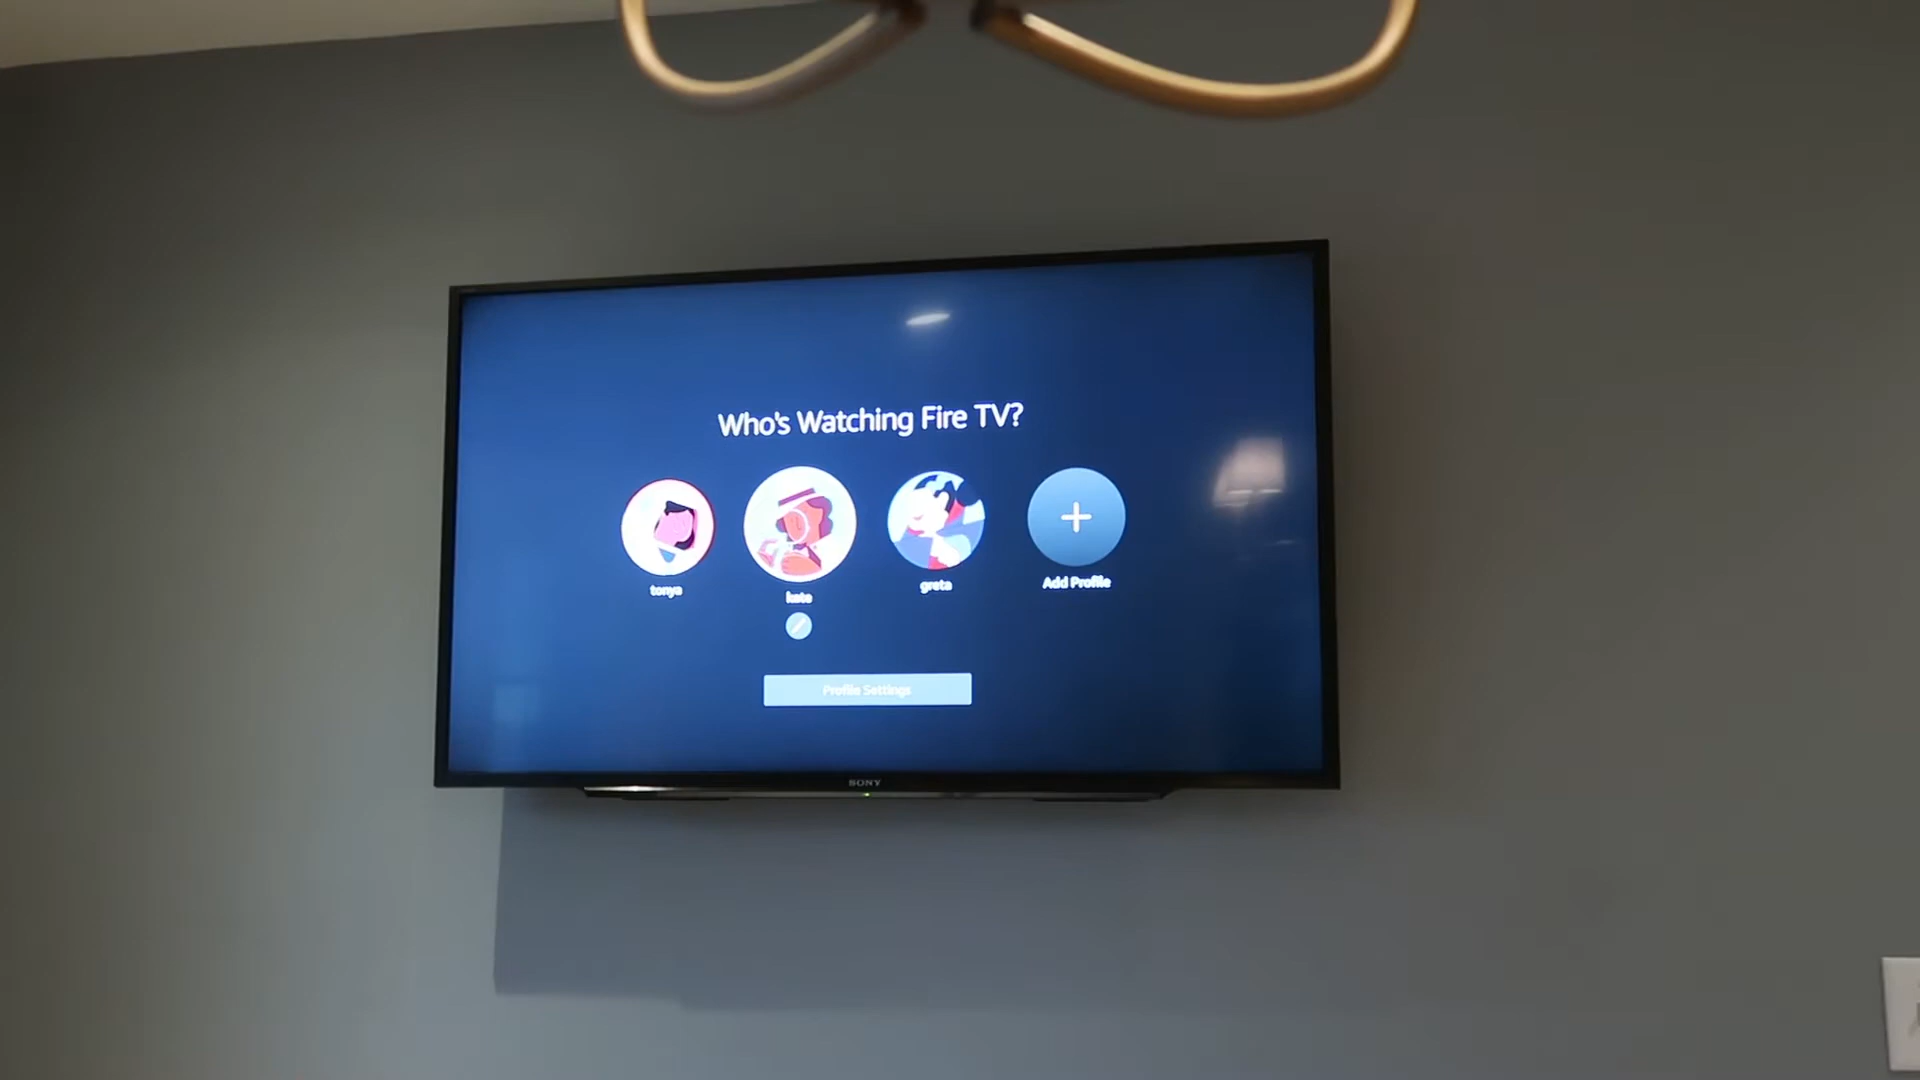 Who's Watching Fire TV?
tonya
kate
greta
Add Profile
Profile Settings
SONY